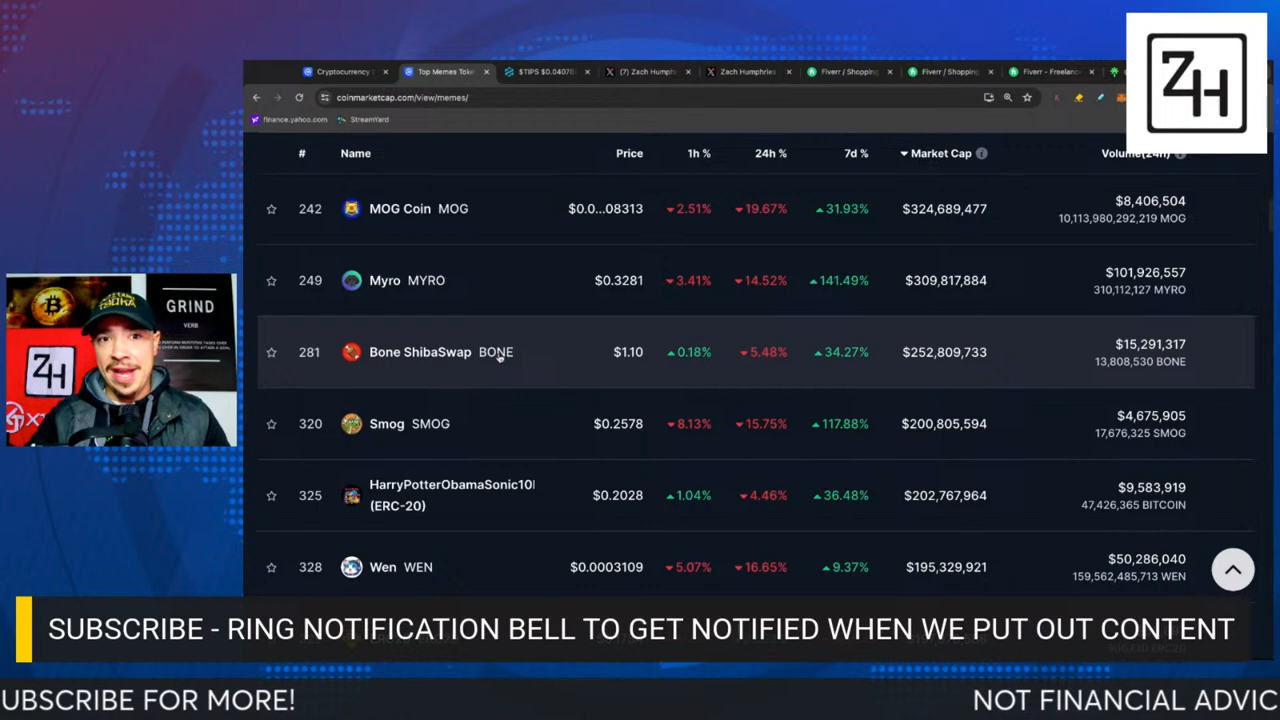 Cryptocurrency
Top Memes Toke
$TIPS $0.0407
(7) Zach Humph
Zach Humphries
Fiverr / Shopping
Fiverr / Shopping
Fiverr - Freelanc
coinmarketcap.com/view/memes/
finance.yahoo.com
StreamYard
ZH
# Name Price 1h % 24h % 7d % Market Cap Volume(24h)
242 MOG Coin MOG $0.0...08313 2.51% 19.67% 31.93% $324,689,477 $8,406,504
10,113,980,292,219 MOG
249 Myro MYRO $0.3281 3.41% 14.52% 141.49% $309,817,884 $101,926,557
310,112,127 MYRO
281 Bone ShibaSwap BONE $1.10 0.18% 5.48% 34.27% $252,809,733 $15,291,317
13,808,530 BONE
320 Smog SMOG $0.2578 8.13% 15.75% 117.88% $200,805,594 $4,675,905
17,676,325 SMOG
325 HarryPotterObamaSonic10I
(ERC-20) $0.2028 1.04% 4.46% 36.48% $202,767,964 $9,583,919
47,426,365 BITCOIN
328 Wen WEN $0.0003109 5.07% 16.65% 9.37% $195,329,921 $50,286,040
159,562,485,713 WEN
GRIND
VERB
ZH
SUBSCRIBE - RING NOTIFICATION BELL TO GET NOTIFIED WHEN WE PUT OUT CONTENT
UBSCRIBE FOR MORE!
NOT FINANCIAL ADVIC